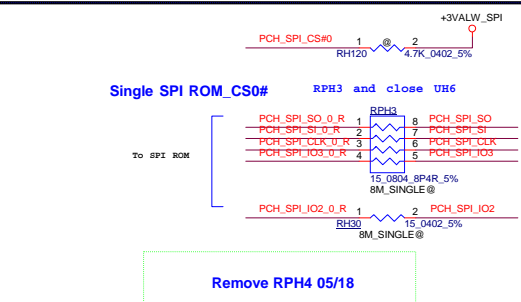 +3VALW_SPI
PCH_SPI_CS#0 1 @ 2
RH120 4.7K_0402_5%
Single SPI ROM_CS0# RPH3 and close UH6
RPH3
PCH_SPI_SO_0_R 1 8 PCH_SPI_SO
PCH_SPI_SI_0_R 2 7 PCH_SPI_SI
PCH_SPI_CLK_0_R 3 6 PCH_SPI_CLK
To SPI ROM PCH_SPI_IO3_0_R 4 5 PCH_SPI_IO3
15_0804_8P4R_5%
8M_SINGLE@
PCH_SPI_IO2_0_R 1 2 PCH_SPI_IO2
RH30 15_0402_5%
8M_SINGLE@
Remove RPH4 05/18